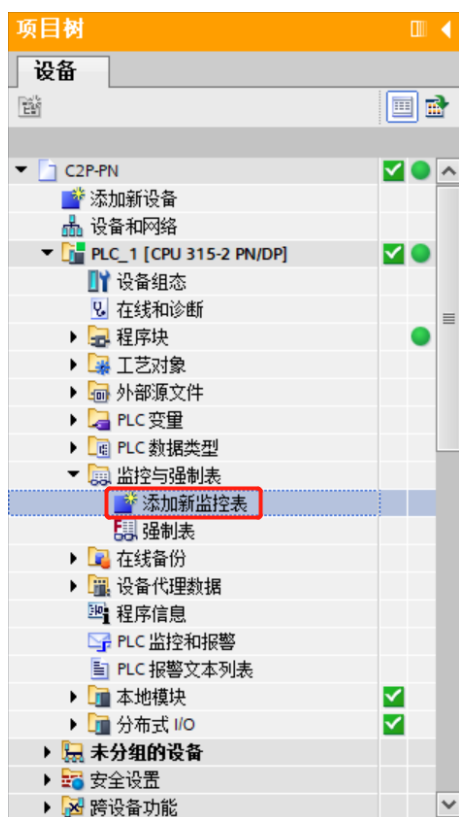 项目树
设备
C2P-PN
添加新设备
设备和网络
PLC_1 [CPU 315-2 PN/DP]
设备组态
在线和诊断
程序块
工艺对象
外部源文件
PLC 变量
PLC 数据类型
监控与强制表
添加新监控表
强制表
在线备份
设备代理数据
程序信息
PLC 监控和报警
PLC 报警文本列表
本地模块
分布式 I/O
未分组的设备
安全设置
跨设备功能